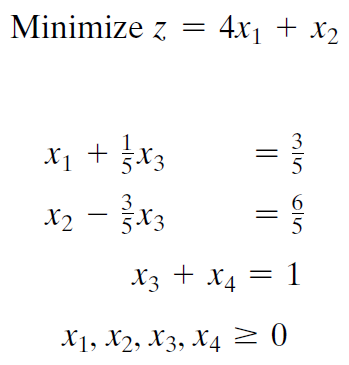 Minimize z = 4x₁ + x₂
x₁ + 1/5x₃ = 3/5
x₂ − 3/5x₃ = 6/5
x₃ + x₄ = 1
x₁, x₂, x₃, x₄ ≥ 0